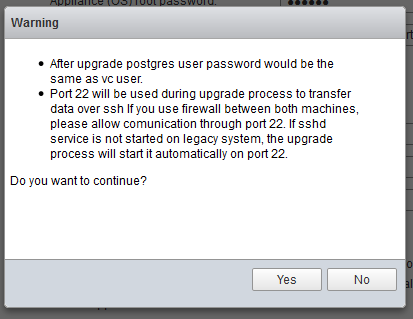 Appliance (OS) root password:
Warning
• After upgrade postgres user password would be the
same as vc user.
• Port 22 will be used during upgrade process to transfer
data over ssh If you use firewall between both machines,
please allow comunication through port 22. If sshd
service is not started on legacy system, the upgrade
process will start it automatically on port 22.
Do you want to continue?
Yes
No